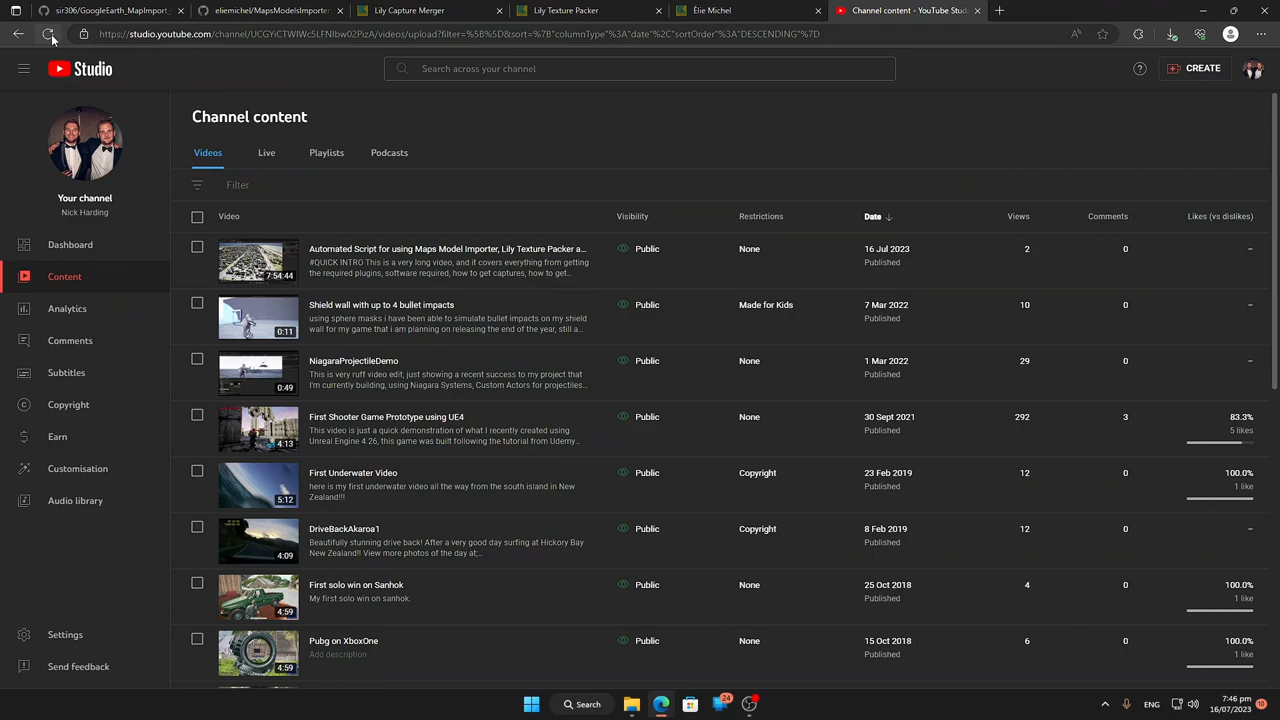 sir306/GoogleEarth_MapImport_
eliemichel/MapsModelsImporter
Lily Capture Merger
Lily Texture Packer
Élie Michel
Channel content - YouTube Studi
https://studio.youtube.com/channel/UCGYiCTWIWc5LFNIbw02PizA/videos/upload?filter=%5B%5D&sort=%7B"columnType"%3A"date"%2C"sortOrder"%3A"DESCENDING"%7D
Studio
Search across your channel
CREATE
Your channel
Nick Harding
Dashboard
Content
Analytics
Comments
Subtitles
Copyright
Earn
Customisation
Audio library
Settings
Send feedback
Channel content
Videos Live Playlists Podcasts
Filter
Video Visibility Restrictions Date Views Comments Likes (vs dislikes)
Automated Script for using Maps Model Importer, Lily Texture Packer a... Public None 16 Jul 2023 2 0 –
#QUICK INTRO This is a very long video, and it covers everything from getting Published
the required plugins, software required, how to get captures, how to get...
7:54:44
Shield wall with up to 4 bullet impacts Public Made for Kids 7 Mar 2022 10 0 –
using sphere masks i have been able to simulate bullet impacts on my shield Published
wall for my game that i am planning on releasing the end of the year, still a...
0:11
NiagaraProjectileDemo Public None 1 Mar 2022 29 0 –
This is very ruff video edit, just showing a recent success to my project that Published
I'm currently building, using Niagara Systems, Custom Actors for projectiles...
0:49
First Shooter Game Prototype using UE4 Public None 30 Sept 2021 292 3 83.3%
This video is just a quick demonstration of what I recently created using Published 5 likes
Unreal Engine 4.26, this game was built following the tutorial from Udemy...
4:13
First Underwater Video Public Copyright 23 Feb 2019 12 0 100.0%
here is my first underwater video all the way from the south island in New Published 1 like
Zealand!!!
5:12
DriveBackAkaroa1 Public Copyright 8 Feb 2019 12 0 –
Beautifully stunning drive back! After a very good day surfing at Hickory Bay Published
New Zealand!! View more photos of the day at;...
4:09
First solo win on Sanhok Public None 25 Oct 2018 4 0 100.0%
My first solo win on sanhok. Published 1 like
4:59
Pubg on XboxOne Public None 15 Oct 2018 6 0 100.0%
Add description Published 1 like
4:59
Search
24
ENG
7:46 pm
16/07/2023
10